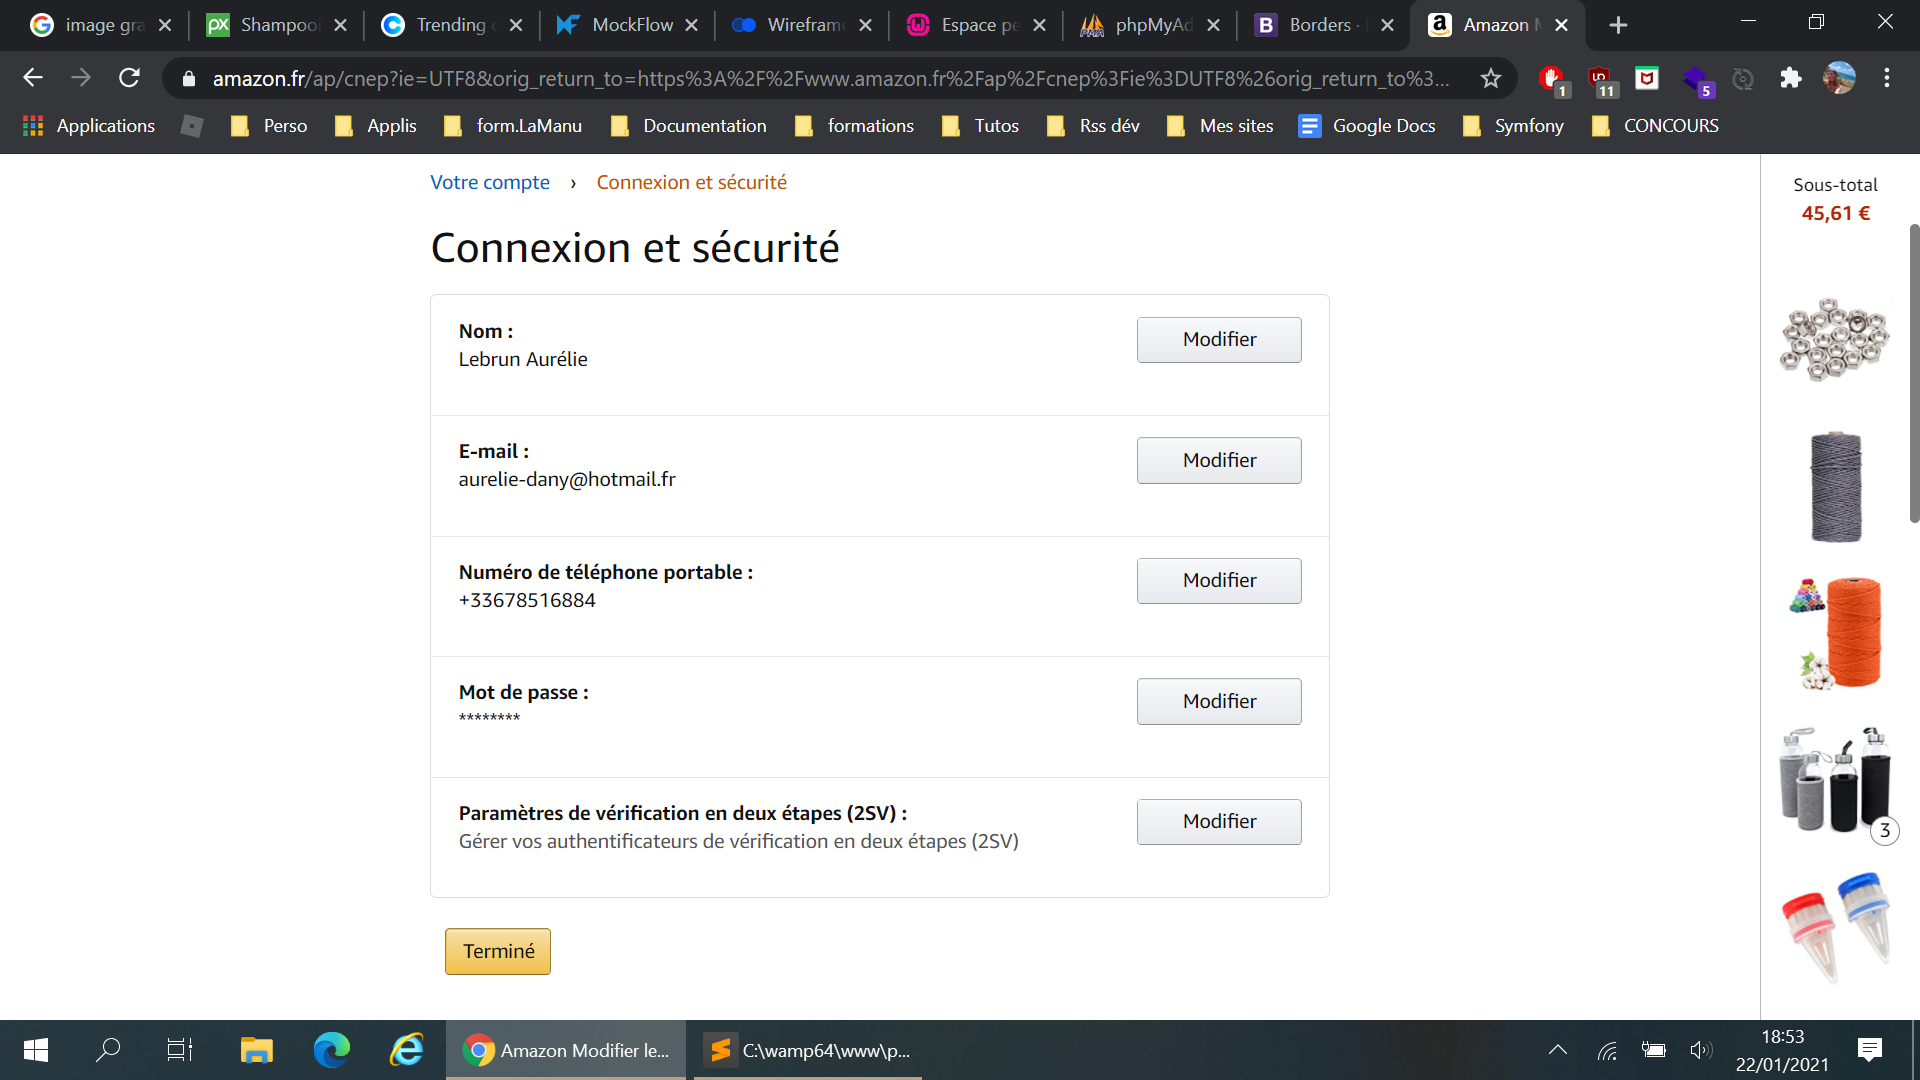 image gra
Shampooi
Trending
MockFlow
Wireframe
Espace pe
phpMyAd
Borders ·
Amazon M
amazon.fr/ap/cnep?ie=UTF8&orig_return_to=https%3A%2F%2Fwww.amazon.fr%2Fap%2Fcnep%3Fie%3DUTF8%26orig_return_to%3...
1
11
5
Applications
Perso
Applis
form.LaManu
Documentation
formations
Tutos
Rss dév
Mes sites
Google Docs
Symfony
CONCOURS
Votre compte › Connexion et sécurité
Sous-total
45,61 €
Connexion et sécurité
Nom :
Lebrun Aurélie
Modifier
E-mail :
aurelie-dany@hotmail.fr
Modifier
Numéro de téléphone portable :
+33678516884
Modifier
Mot de passe :
********
Modifier
Paramètres de vérification en deux étapes (2SV) :
Gérer vos authentificateurs de vérification en deux étapes (2SV)
Modifier
3
Terminé
Amazon Modifier le...
C:\wamp64\www\p...
18:53
22/01/2021